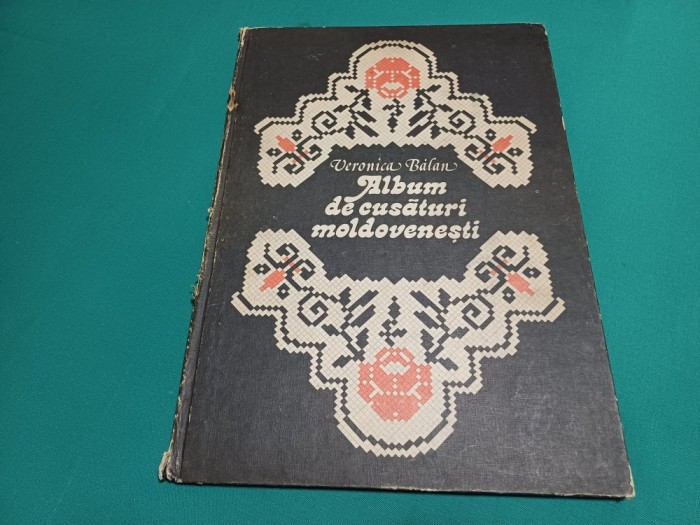 Veronica Bălan
Album
de cusături
moldovenești